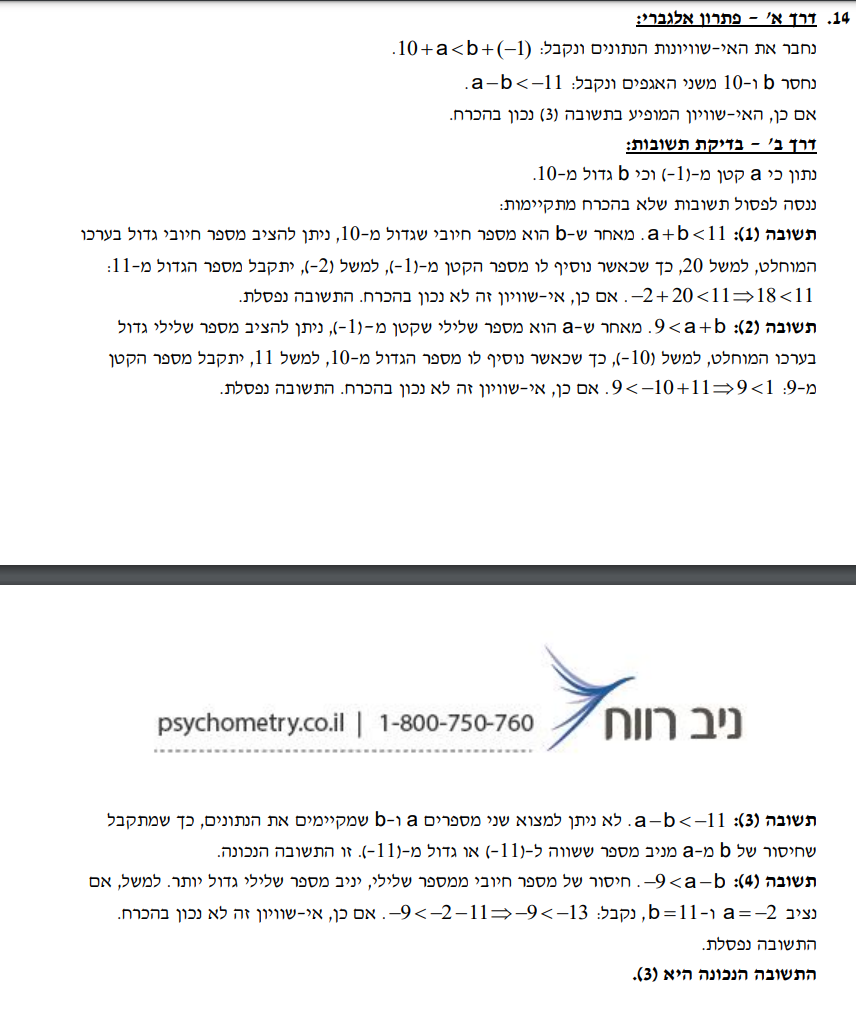 14. דרך א' - פתרון אלגברי:
נחבר את האי-שוויונות הנתונים ונקבל: 10+a<b+(−1).
נחסר b ו-10 משני האגפים ונקבל: a−b<−11.
אם כן, האי-שוויון המופיע בתשובה (3) נכון בהכרח.
דרך ב' - בדיקת תשובות:
נתון כי a קטן מ-(1-) וכי b גדול מ-10.
ננסה לפסול תשובות שלא בהכרח מתקיימות:
תשובה (1): a+b<11. מאחר ש-b הוא מספר חיובי שגדול מ-10, ניתן להציב מספר חיובי גדול בערכו
המוחלט, למשל 20, כך שכאשר נוסיף לו מספר הקטן מ-(1-), למשל (2-), יתקבל מספר הגדול מ-11:
−2+20<11⇒18<11. אם כן, אי-שוויון זה לא נכון בהכרח. התשובה נפסלת.
תשובה (2): 9<a+b. מאחר ש-a הוא מספר שלילי שקטן מ-(1-), ניתן להציב מספר שלילי גדול
בערכו המוחלט, למשל (10-), כך שכאשר נוסיף לו מספר הגדול מ-10, למשל 11, יתקבל מספר הקטן
מ-9: 9<−10+11⇒9<1. אם כן, אי-שוויון זה לא נכון בהכרח. התשובה נפסלת.
ניב רווח
psychometry.co.il | 1-800-750-760
תשובה (3): a−b<−11. לא ניתן למצוא שני מספרים a ו-b שמקיימים את הנתונים, כך שמתקבל
שחיסור של b מ-a מניב מספר ששווה ל-(11-) או גדול מ-(11-). זו התשובה הנכונה.
תשובה (4): −9<a−b. חיסור של מספר חיובי ממספר שלילי, יניב מספר שלילי גדול יותר. למשל, אם
נציב a=−2 ו-b=11, נקבל: −9<−2−11⇒−9<−13. אם כן, אי-שוויון זה לא נכון בהכרח.
התשובה נפסלת.
התשובה הנכונה היא (3).